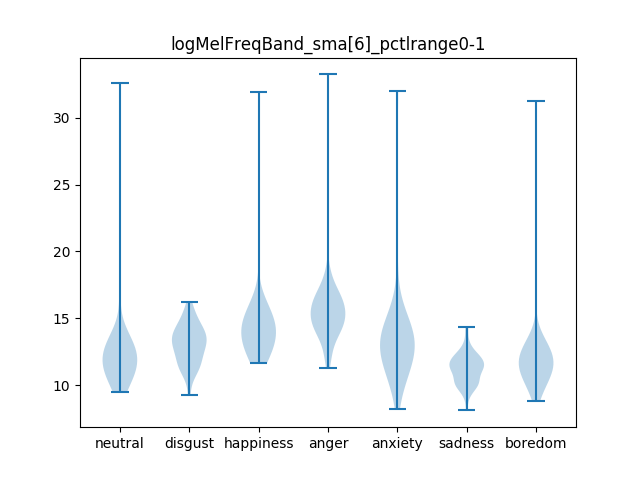 logMelFreqBand_sma[6]_pctlrange0-1
30
25
20
15
10
neutral disgust happiness anger anxiety sadness boredom